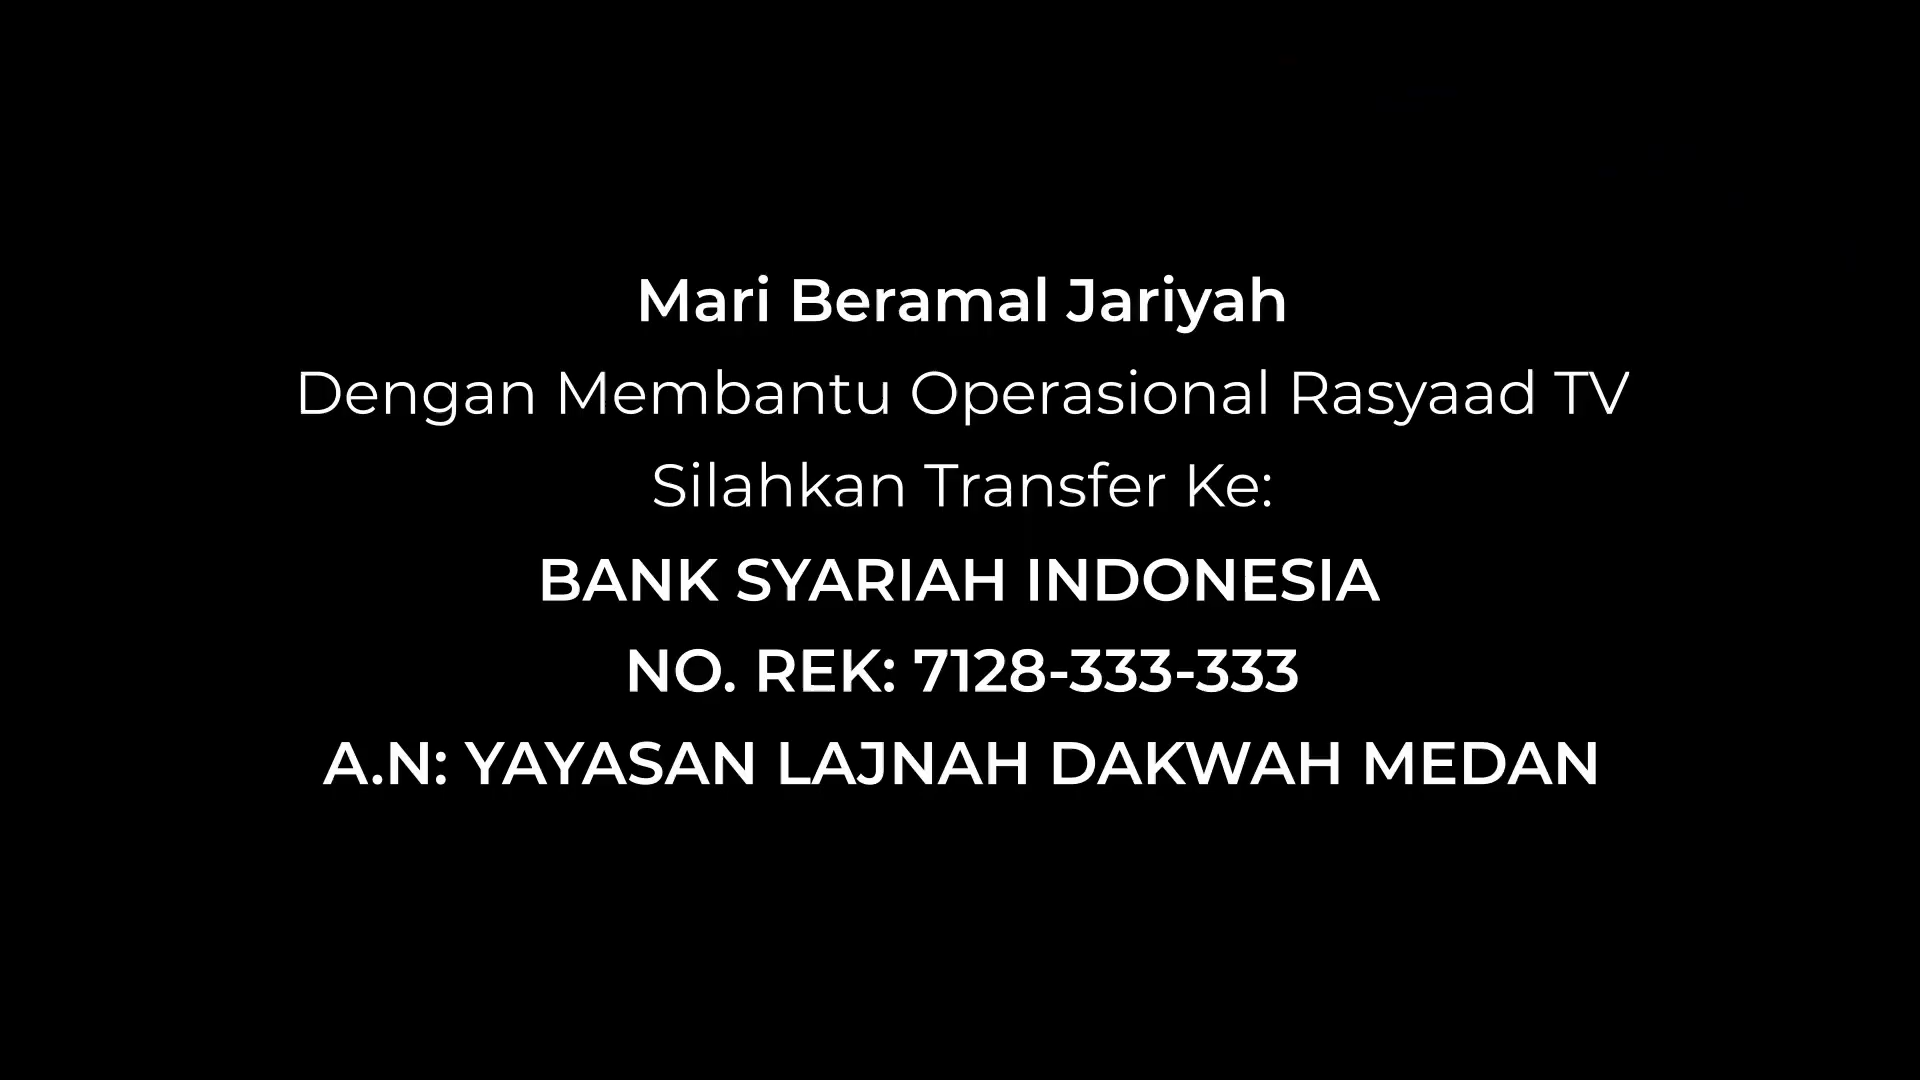 Mari Beramal Jariyah
Dengan Membantu Operasional Rasyaad TV
Silahkan Transfer Ke:
BANK SYARIAH INDONESIA
NO. REK: 7128-333-333
A.N: YAYASAN LAJNAH DAKWAH MEDAN